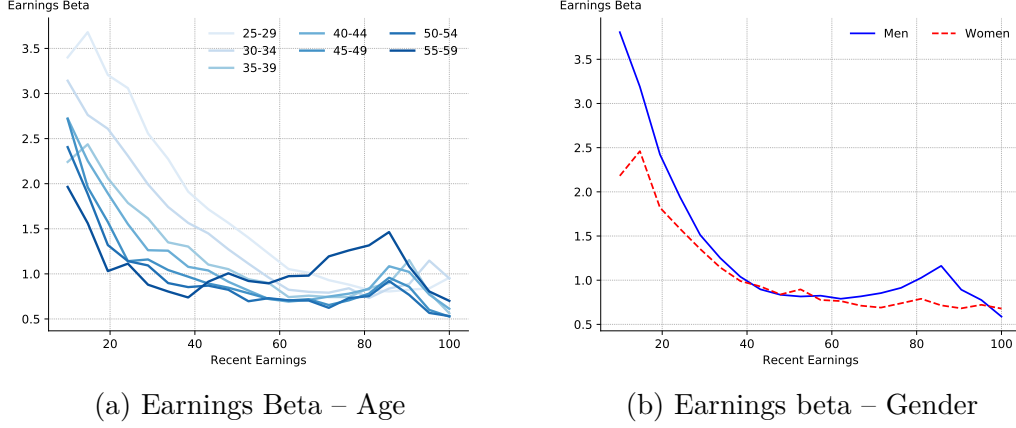 Earnings Beta
25-29 40-44 50-54
30-34 45-49 55-59
35-39
3.5
3.0
2.5
2.0
1.5
1.0
0.5
20 40 60 80 100
Recent Earnings
(a) Earnings Beta – Age
Earnings Beta
Men Women
3.5
3.0
2.5
2.0
1.5
1.0
0.5
20 40 60 80 100
Recent Earnings
(b) Earnings beta – Gender